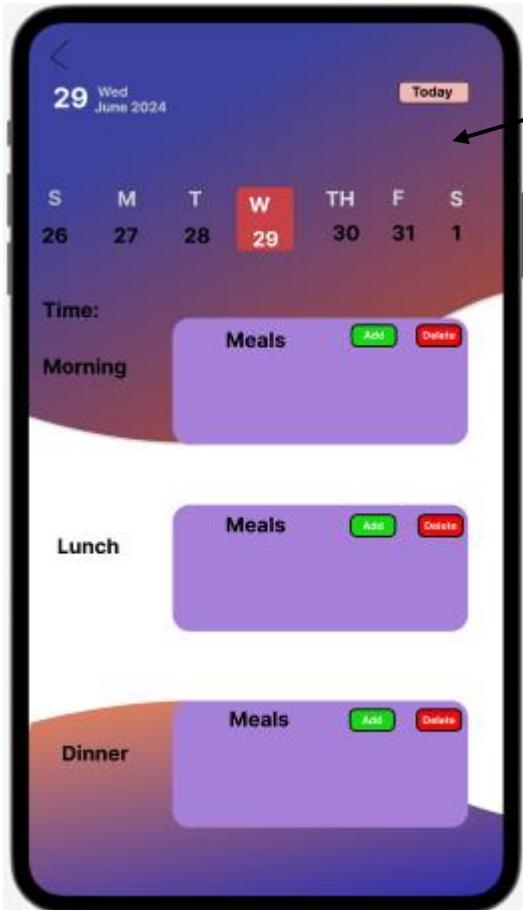 29 Wed
June 2024
Today
S M T W TH F S
26 27 28 29 30 31 1
Time:
Meals Add Delete
Morning
Meals Add Delete
Lunch
Meals Add Delete
Dinner